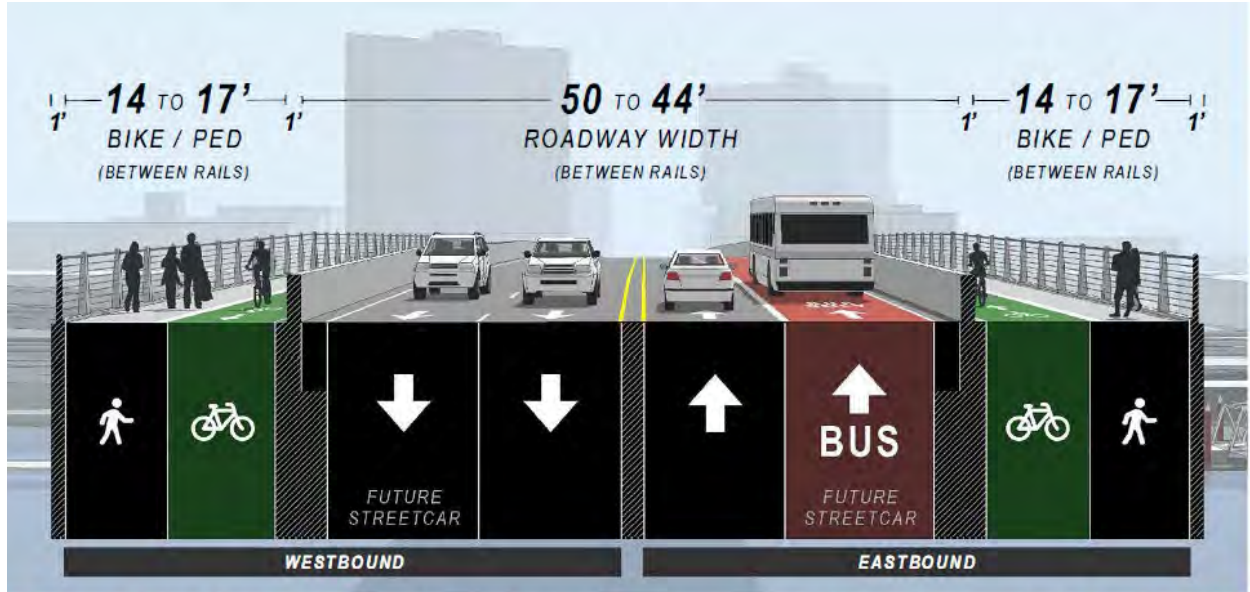 14 TO 17'
1'
1'
BIKE / PED
(BETWEEN RAILS)
50 TO 44'
ROADWAY WIDTH
(BETWEEN RAILS)
14 TO 17'
1'
1'
BIKE / PED
(BETWEEN RAILS)
BUS
FUTURE
STREETCAR
FUTURE
STREETCAR
WESTBOUND
EASTBOUND